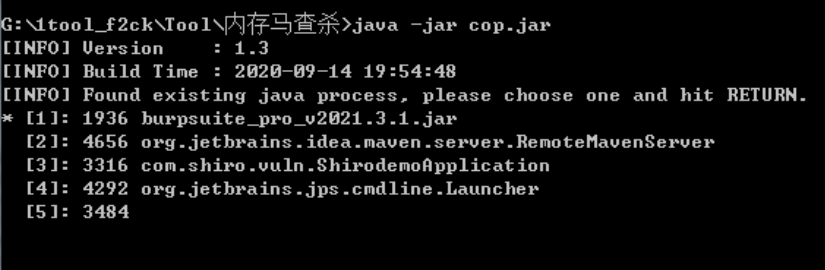 G:\1tool_f2ck\Tool\内存马查杀>java -jar cop.jar
[INFO] Version    : 1.3
[INFO] Build Time : 2020-09-14 19:54:48
[INFO] Found existing java process, please choose one and hit RETURN.
* [1]: 1936 burpsuite_pro_v2021.3.1.jar
  [2]: 4656 org.jetbrains.idea.maven.server.RemoteMavenServer
  [3]: 3316 com.shiro.vuln.ShirodemoApplication
  [4]: 4292 org.jetbrains.jps.cmdline.Launcher
  [5]: 3484